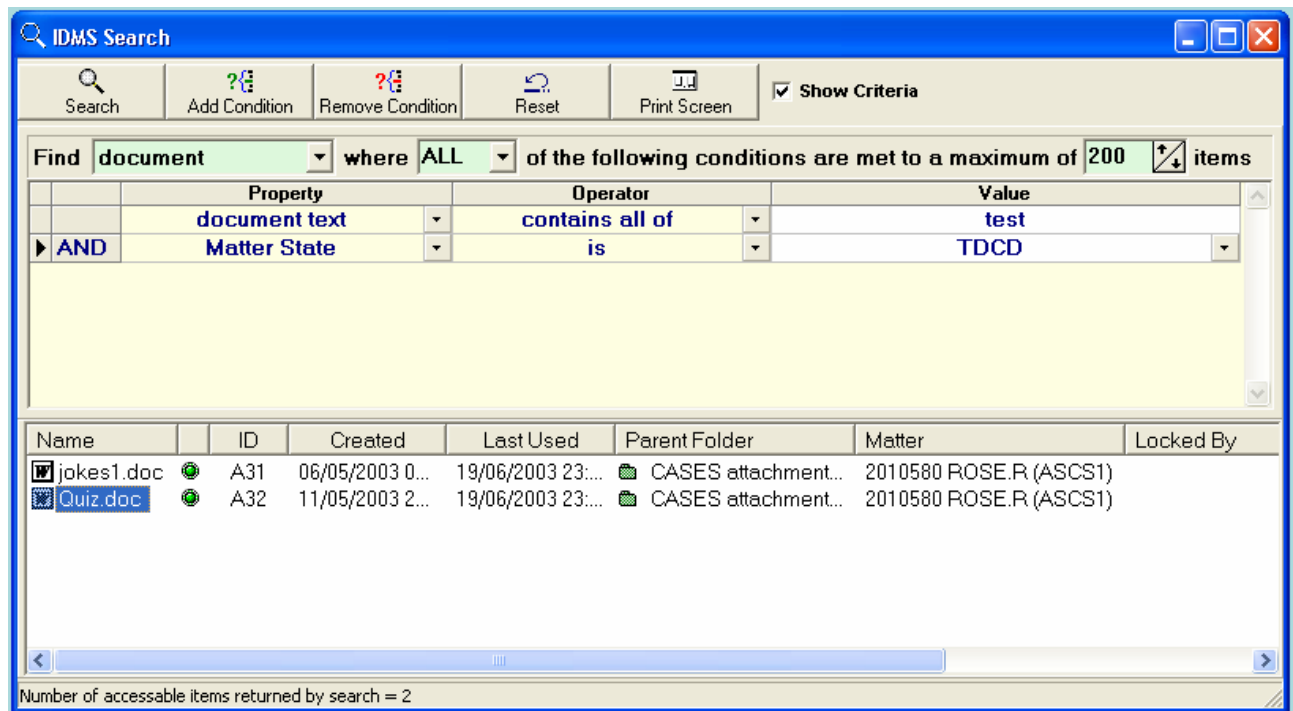 IDMS Search
Search Add Condition Remove Condition Reset Print Screen Show Criteria
Find document where ALL of the following conditions are met to a maximum of 200 items
Property Operator Value
document text contains all of test
AND Matter State is TDCD
Name ID Created Last Used Parent Folder Matter Locked By
jokes1.doc A31 06/05/2003 0... 19/06/2003 23:... CASES attachment... 2010580 ROSE.R (ASCS1)
Quiz.doc A32 11/05/2003 2... 19/06/2003 23:... CASES attachment... 2010580 ROSE.R (ASCS1)
Number of accessable items returned by search = 2